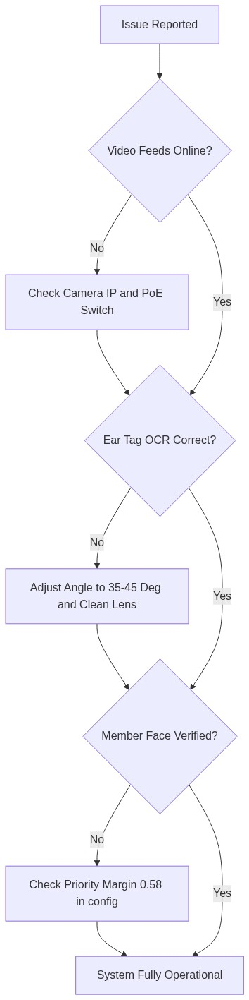 Issue Reported
Video Feeds Online?
No
Check Camera IP and PoE
Switch
Yes
Ear Tag OCR Correct?
No
Adjust Angle to 35-45 Deg
and Clean Lens
Yes
Member Face Verified?
No
Check Priority Margin 0.58
in config
Yes
System Fully Operational